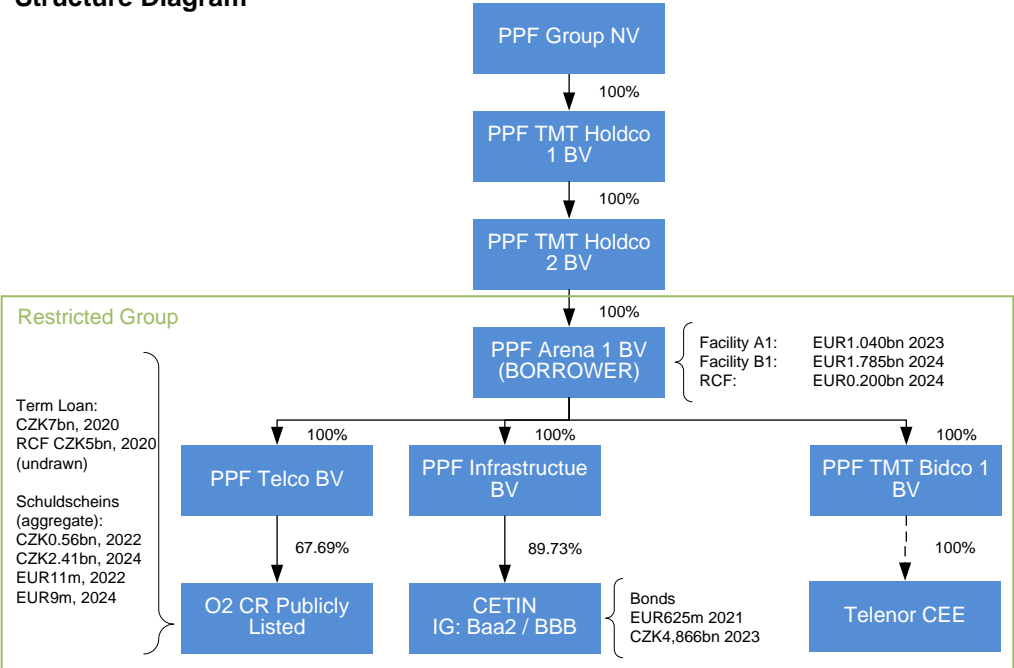 Structure Diagram
PPF Group NV
100%
PPF TMT Holdco
1 BV
100%
PPF TMT Holdco
2 BV
100%
Restricted Group
PPF Arena 1 BV
(BORROWER)
Facility A1: EUR1.040bn 2023
Facility B1: EUR1.785bn 2024
RCF: EUR0.200bn 2024
Term Loan:
CZK7bn, 2020
RCF CZK5bn, 2020
(undrawn)
Schuldscheins
(aggregate):
CZK0.56bn, 2022
CZK2.41bn, 2024
EUR11m, 2022
EUR9m, 2024
100%
100%
100%
PPF Telco BV
PPF Infrastructue
BV
PPF TMT Bidco 1
BV
67.69%
89.73%
100%
O2 CR Publicly
Listed
CETIN
IG: Baa2 / BBB
Bonds
EUR625m 2021
CZK4,866bn 2023
Telenor CEE